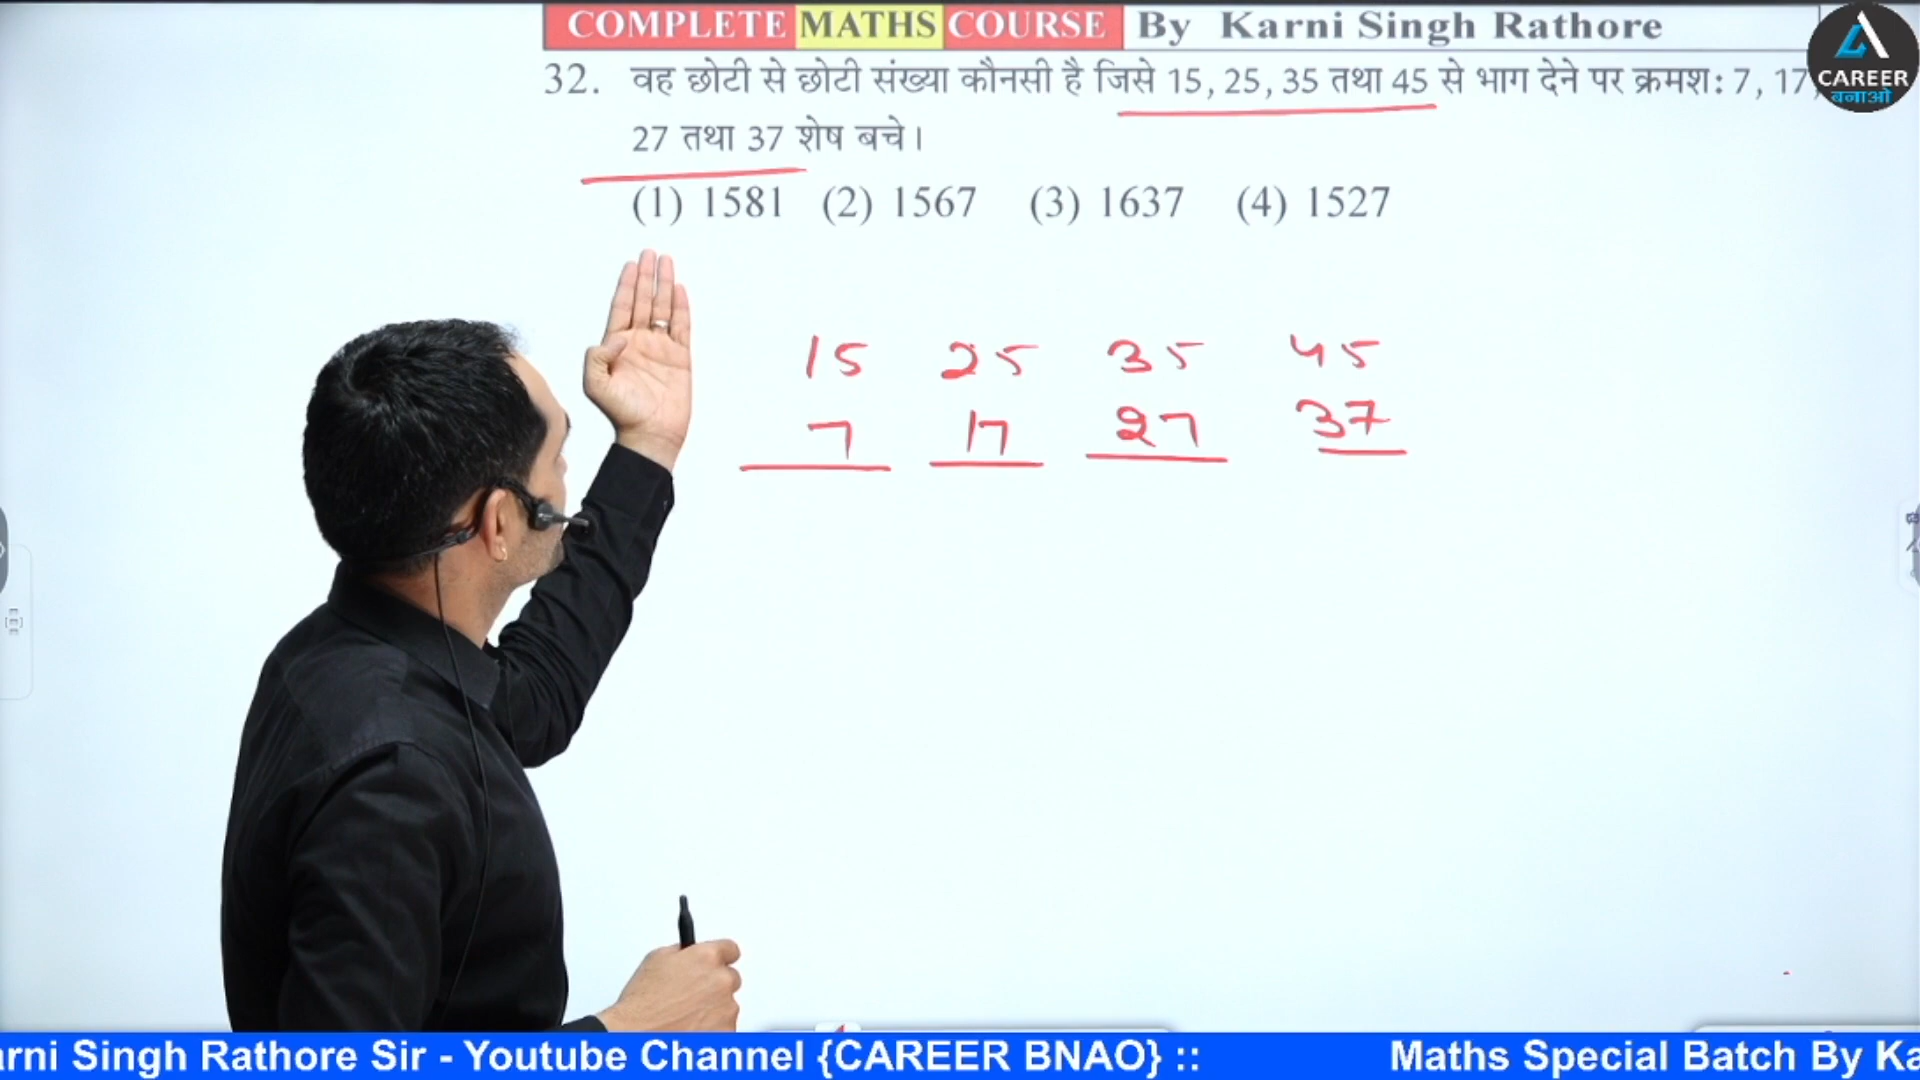 COMPLETE MATHS COURSE By Karni Singh Rathore
CAREER
बनाओ
32. वह छोटी से छोटी संख्या कौनसी है जिसे 15, 25, 35 तथा 45 से भाग देने पर क्रमश: 7, 17,
27 तथा 37 शेष बचे।
(1) 1581 (2) 1567 (3) 1637 (4) 1527
15 25 35 45
7 17 27 37
Singh Rathore Sir - Youtube Channel {CAREER BNAO} :: Maths Special Batch By